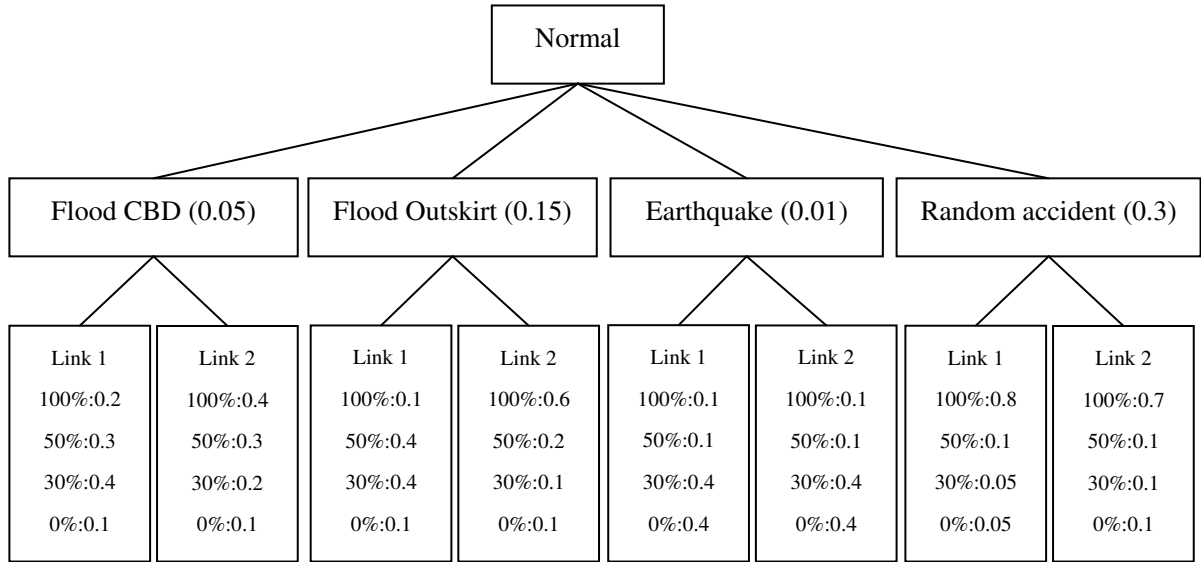 Normal
Flood CBD (0.05)
Flood Outskirt (0.15)
Earthquake (0.01)
Random accident (0.3)
Link 1
100%:0.2
50%:0.3
30%:0.4
0%:0.1
Link 2
100%:0.4
50%:0.3
30%:0.2
0%:0.1
Link 1
100%:0.1
50%:0.4
30%:0.4
0%:0.1
Link 2
100%:0.6
50%:0.2
30%:0.1
0%:0.1
Link 1
100%:0.1
50%:0.1
30%:0.4
0%:0.4
Link 2
100%:0.1
50%:0.1
30%:0.4
0%:0.4
Link 1
100%:0.8
50%:0.1
30%:0.05
0%:0.05
Link 2
100%:0.7
50%:0.1
30%:0.1
0%:0.1